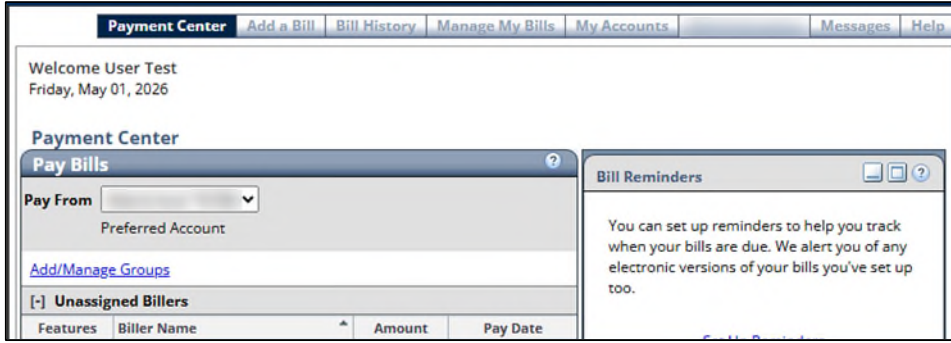 Payment Center Add a Bill Bill History Manage My Bills My Accounts Messages Help
Welcome User Test
Friday, May 01, 2026
Payment Center
Pay Bills ?
Pay From
Preferred Account
Add/Manage Groups
[-] Unassigned Billers
Features Biller Name Amount Pay Date
Bill Reminders ?
You can set up reminders to help you track
when your bills are due. We alert you of any
electronic versions of your bills you've set up
too.
Set Up Reminders